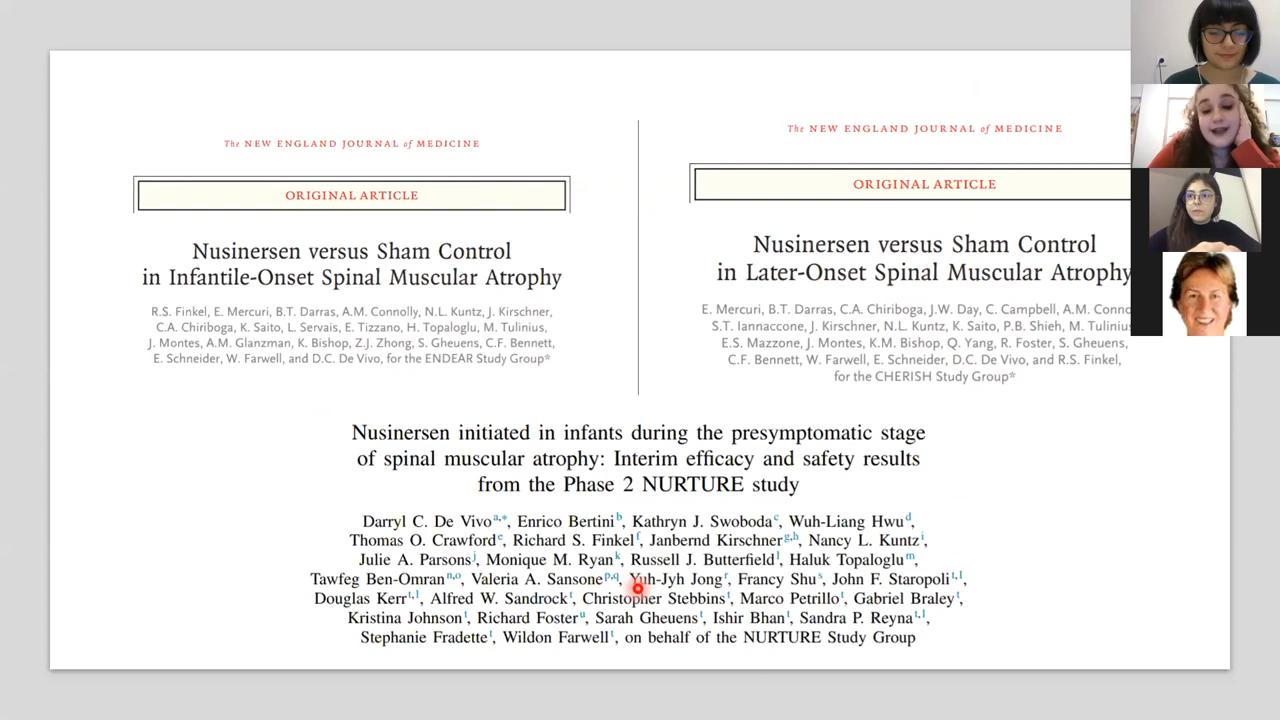 The NEW ENGLAND JOURNAL of MEDICINE
ORIGINAL ARTICLE
Nusinersen versus Sham Control
in Infantile-Onset Spinal Muscular Atrophy
R.S. Finkel, E. Mercuri, B.T. Darras, A.M. Connolly, N.L. Kuntz, J. Kirschner,
C.A. Chiriboga, K. Saito, L. Servais, E. Tizzano, H. Topaloglu, M. Tulinius,
J. Montes, A.M. Glanzman, K. Bishop, Z.J. Zhong, S. Gheuens, C.F. Bennett,
E. Schneider, W. Farwell, and D.C. De Vivo, for the ENDEAR Study Group*
The NEW ENGLAND JOURNAL of MEDICINE
ORIGINAL ARTICLE
Nusinersen versus Sham Control
in Later-Onset Spinal Muscular Atrophy
E. Mercuri, B.T. Darras, C.A. Chiriboga, J.W. Day, C. Campbell, A.M. Conno
S.T. Iannaccone, J. Kirschner, N.L. Kuntz, K. Saito, P.B. Shieh, M. Tulinius
E.S. Mazzone, J. Montes, K.M. Bishop, Q. Yang, R. Foster, S. Gheuens,
C.F. Bennett, W. Farwell, E. Schneider, D.C. De Vivo, and R.S. Finkel,
for the CHERISH Study Group*
Nusinersen initiated in infants during the presymptomatic stage
of spinal muscular atrophy: Interim efficacy and safety results
from the Phase 2 NURTURE study
Darryl C. De Vivo a,*, Enrico Bertini b, Kathryn J. Swoboda c, Wuh-Liang Hwu d,
Thomas O. Crawford e, Richard S. Finkel f, Janbernd Kirschner g,h, Nancy L. Kuntz i,
Julie A. Parsons j, Monique M. Ryan k, Russell J. Butterfield l, Haluk Topaloglu m,
Tawfeg Ben-Omran n,o, Valeria A. Sansone p,q, Yuh-Jyh Jong r, Francy Shu s, John F. Staropoli t,1,
Douglas Kerr t,1, Alfred W. Sandrock t, Christopher Stebbins t, Marco Petrillo t, Gabriel Braley t,
Kristina Johnson t, Richard Foster u, Sarah Gheuens t, Ishir Bhan t, Sandra P. Reyna t,1,
Stephanie Fradette t, Wildon Farwell t, on behalf of the NURTURE Study Group